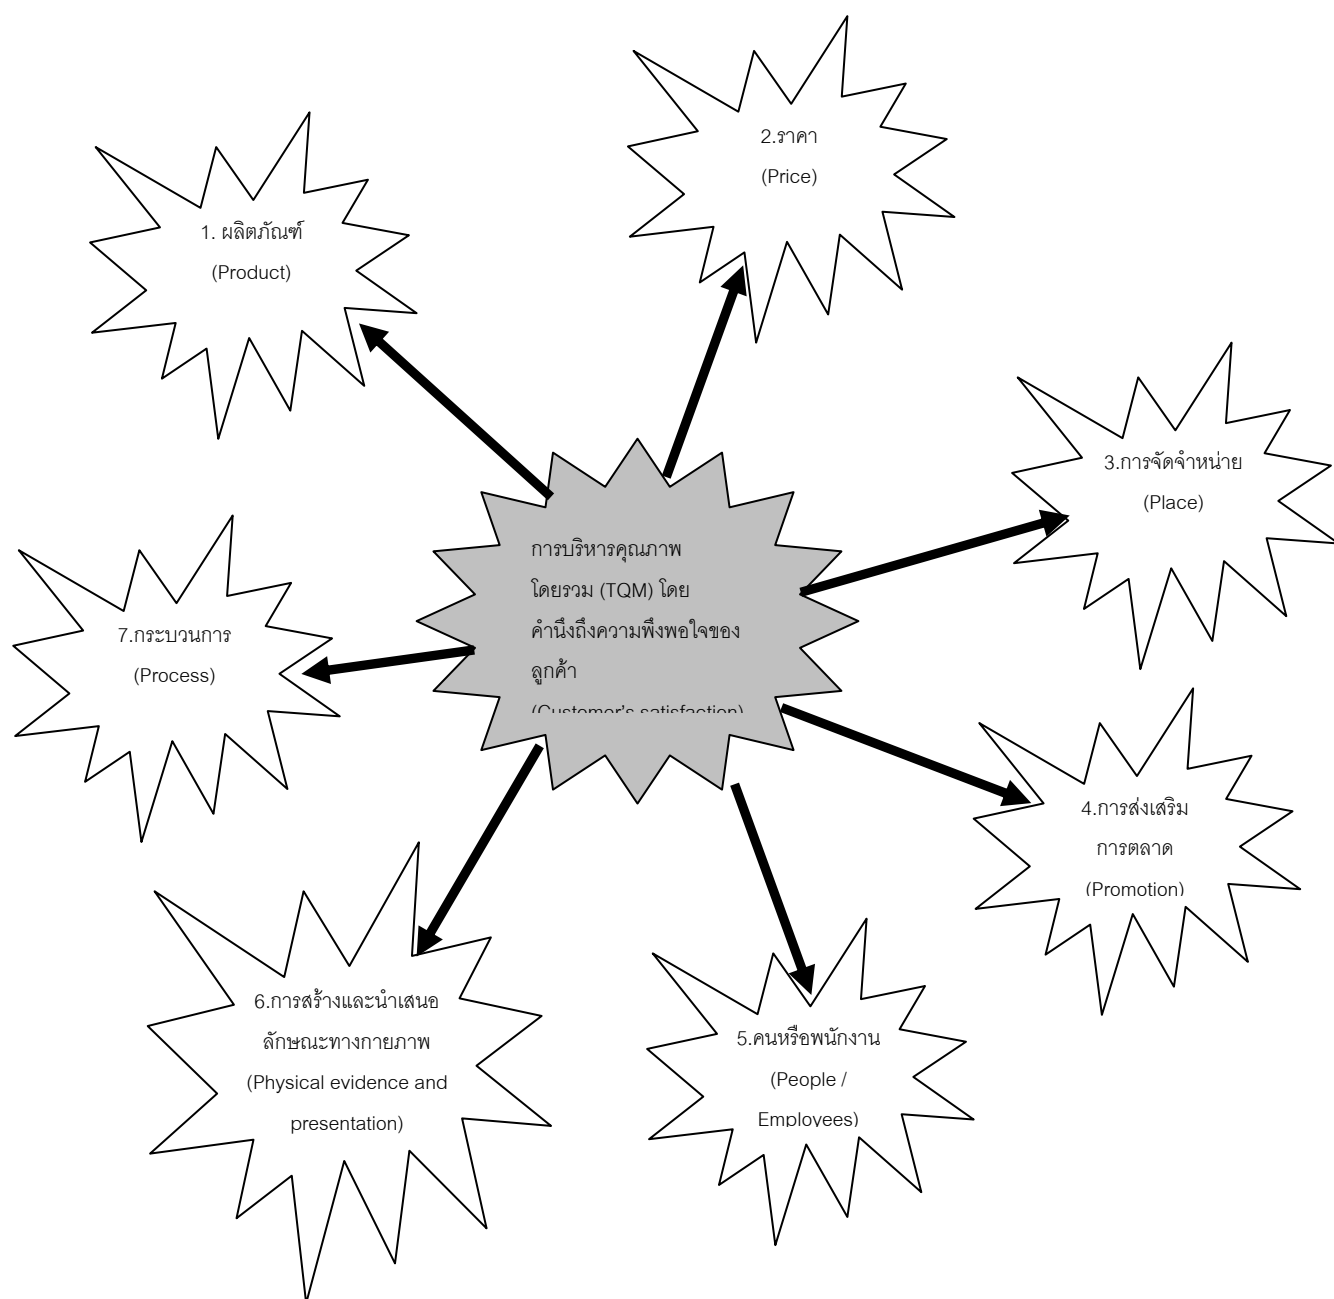 2.ราคา
(Price)
1. ผลิตภัณฑ์
(Product)
3.การจัดจำหน่าย
(Place)
การบริหารคุณภาพ
โดยรวม (TQM) โดย
คำนึงถึงความพึงพอใจของ
ลูกค้า
(Customer's satisfaction)
7.กระบวนการ
(Process)
4.การส่งเสริม
การตลาด
(Promotion)
6.การสร้างและนำเสนอ
ลักษณะทางกายภาพ
(Physical evidence and
presentation)
5.คนหรือพนักงาน
(People /
Employees)